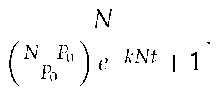 N
(N P₀ / P₀) e kNt + 1 .